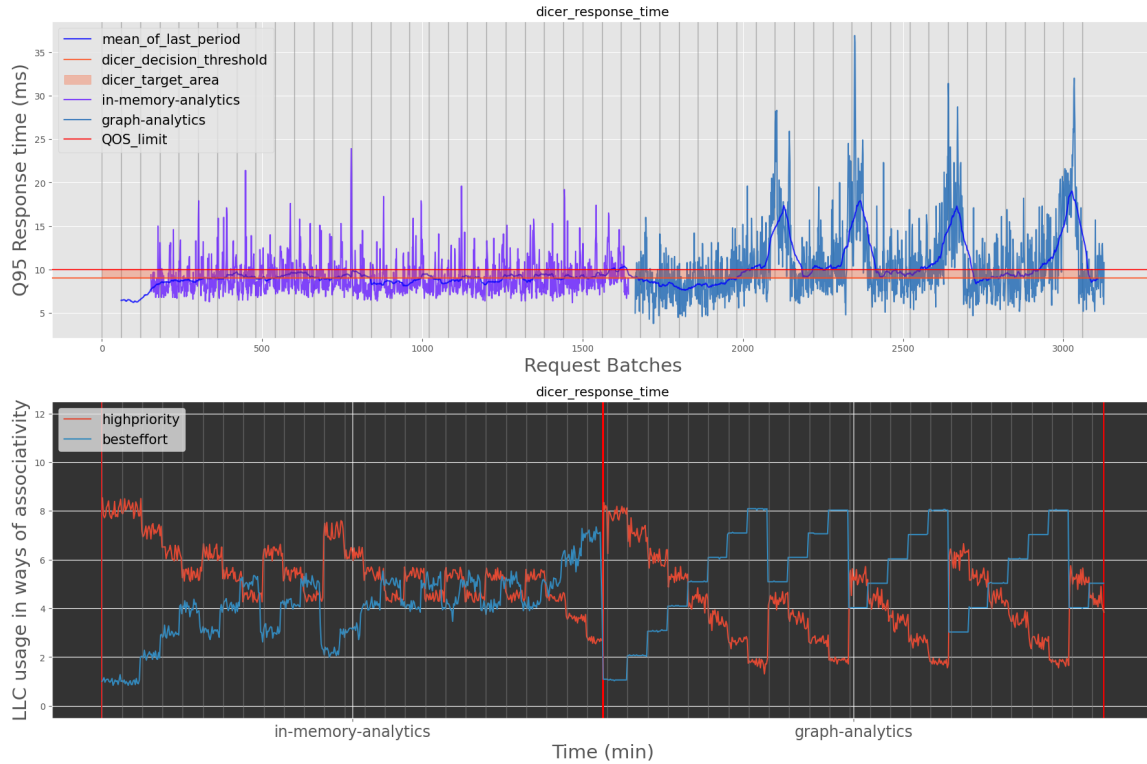 dicer_response_time
Q95 Response time (ms)
35
30
25
20
15
10
5
mean_of_last_period
dicer_decision_threshold
dicer_target_area
in-memory-analytics
graph-analytics
QOS_limit
0
500
1000
1500
2000
2500
3000
Request Batches
dicer_response_time
LLC usage in ways of associativity
12
10
8
6
4
2
0
highpriority
besteffort
in-memory-analytics
graph-analytics
Time (min)